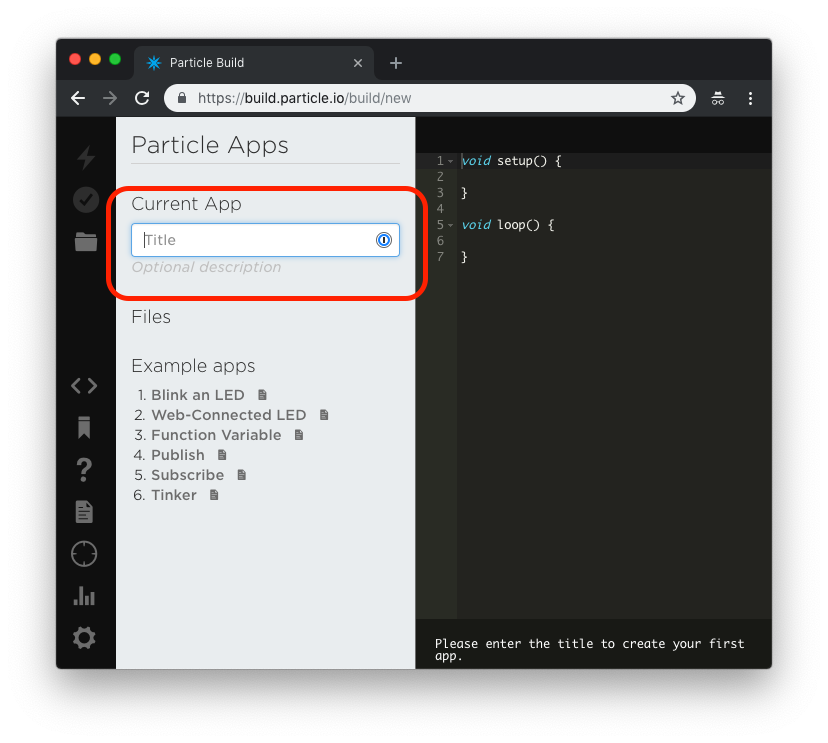 Particle Build
https://build.particle.io/build/new
Particle Apps
Current App
Title
Optional description
Files
Example apps
1. Blink an LED
2. Web-Connected LED
3. Function Variable
4. Publish
5. Subscribe
6. Tinker
1 void setup() {
2
3 }
4
5 void loop() {
6
7 }
Please enter the title to create your first
app.